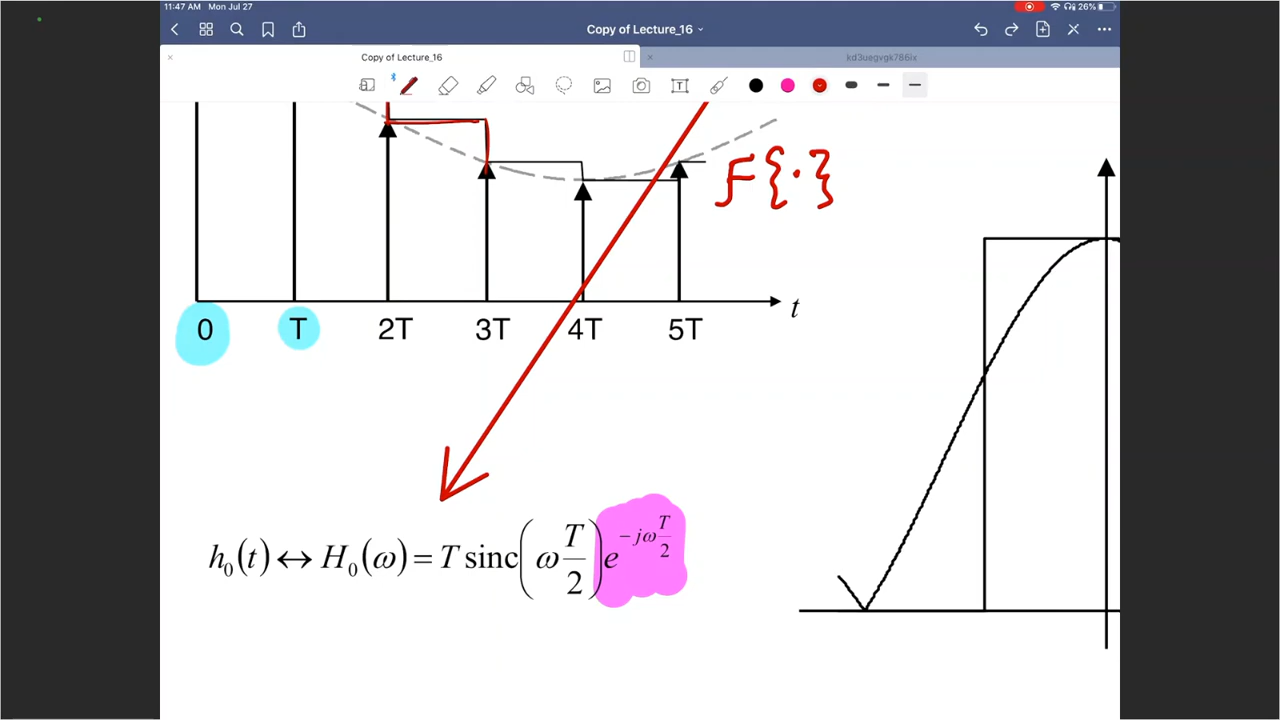 11:47 AM Mon Jul 27
26%
Copy of Lecture_16
Copy of Lecture_16
kd3uegvgk786ix
T
F{·}
t
0 T 2T 3T 4T 5T
h₀(t) ↔ H₀(ω) = T sinc(ω T/2) e^{-jω T/2}